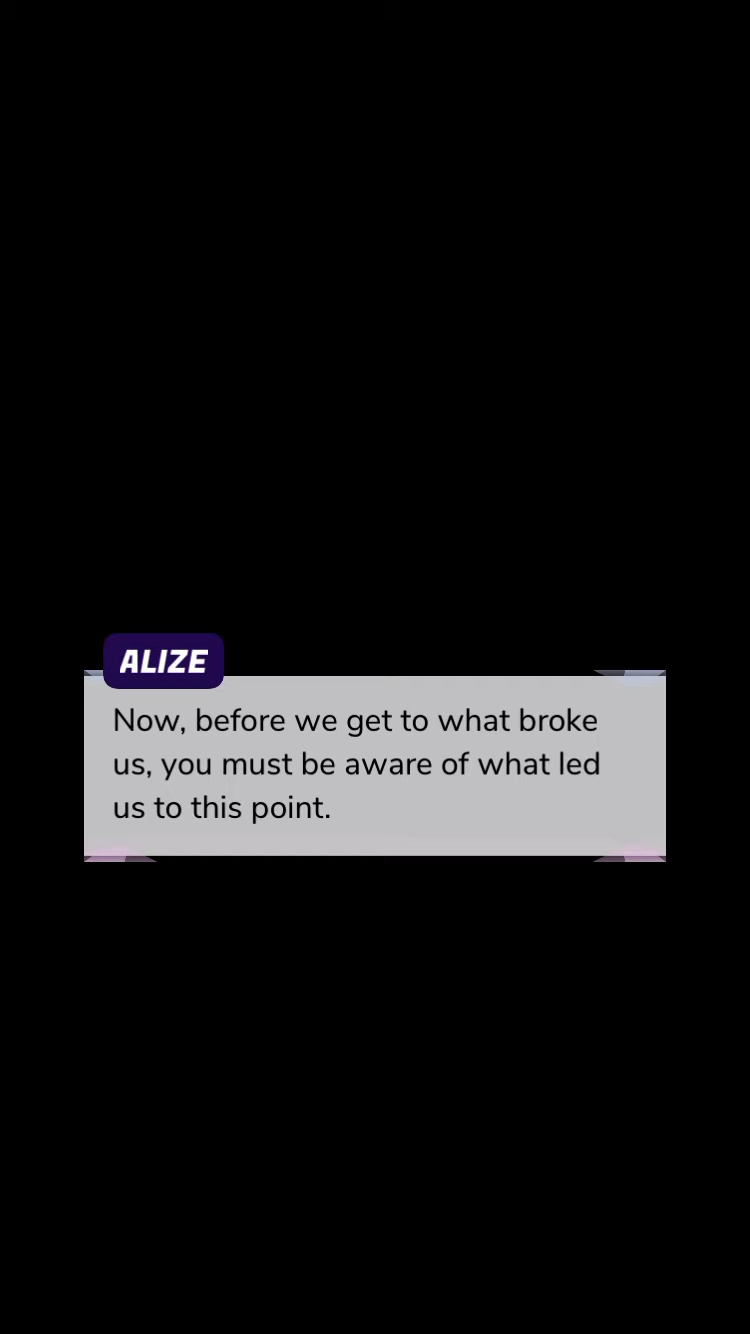 ALIZE
Now, before we get to what broke
us, you must be aware of what led
us to this point.